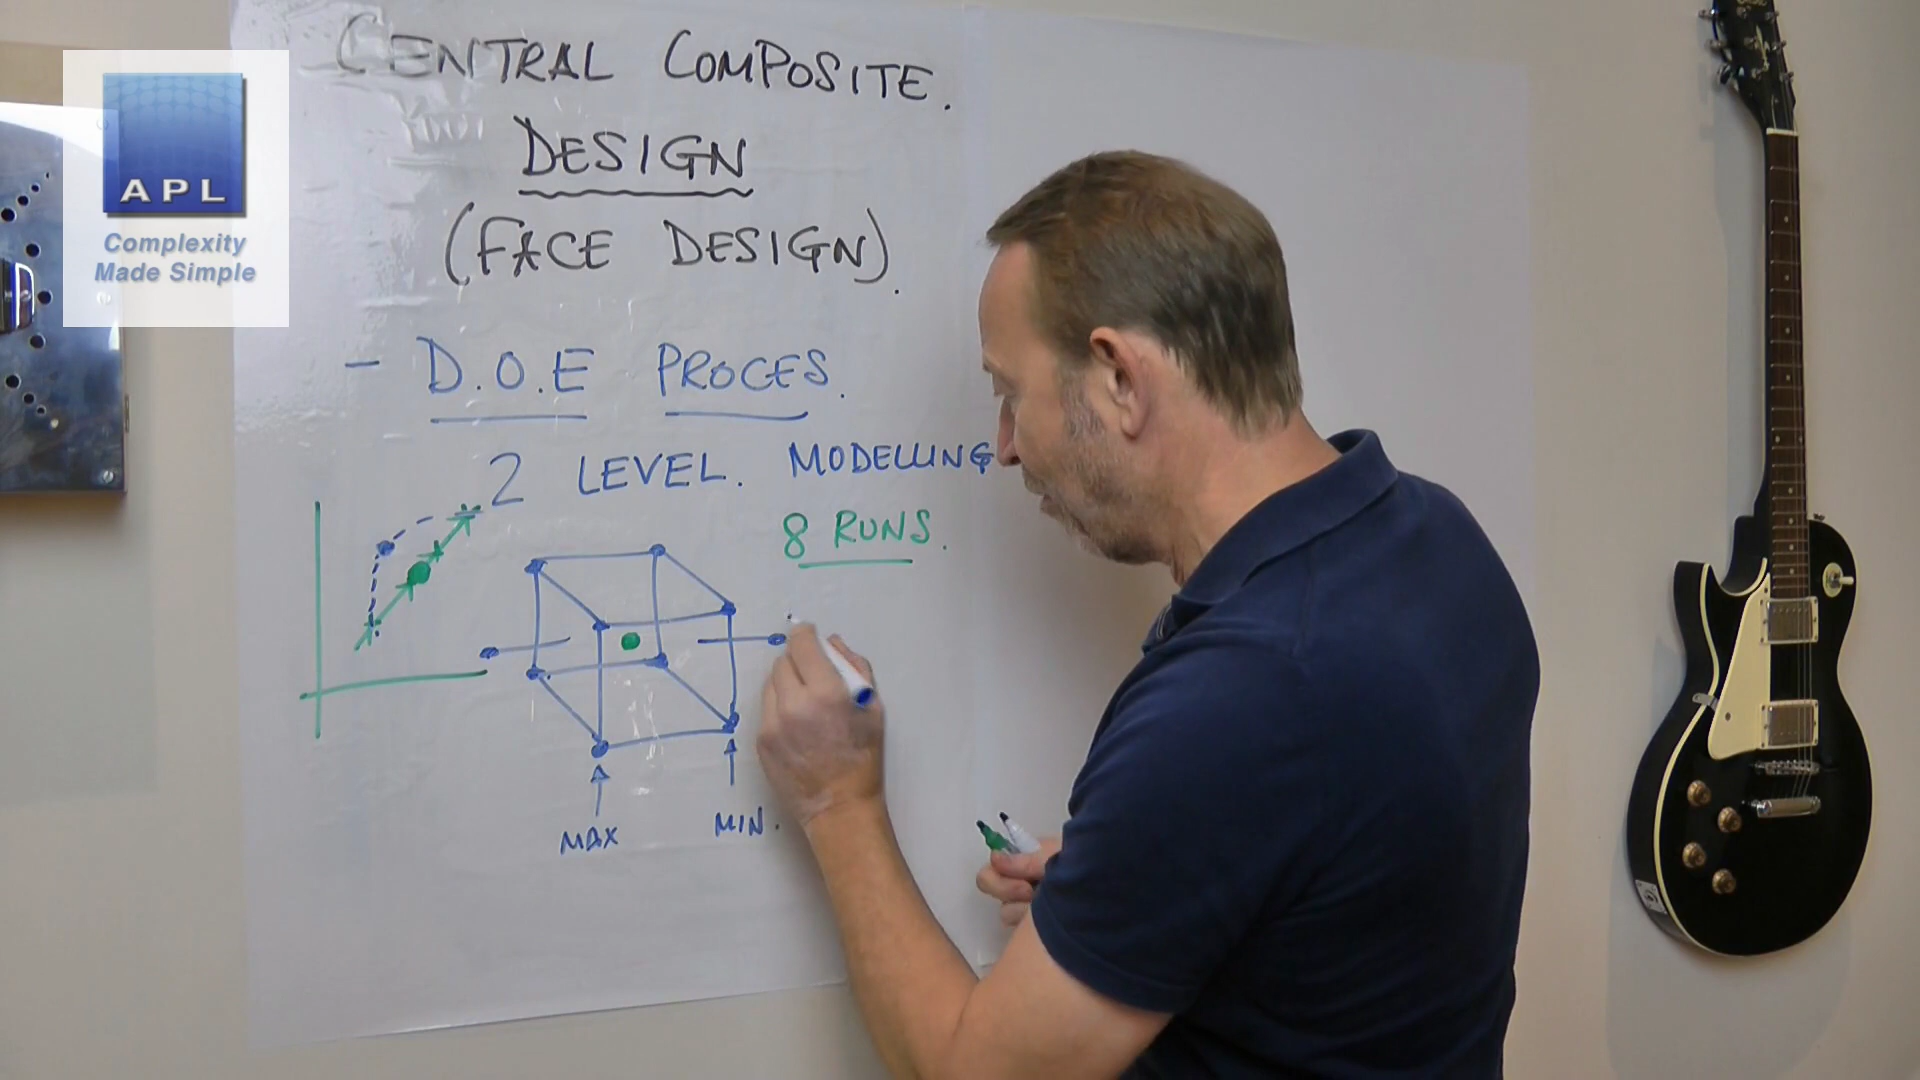 CENTRAL COMPOSITE.
DESIGN
(FACE DESIGN).
- D.O.E PROCES.
2 LEVEL. MODELLING
8 RUNS.
MAX
MIN.
APL
Complexity
Made Simple